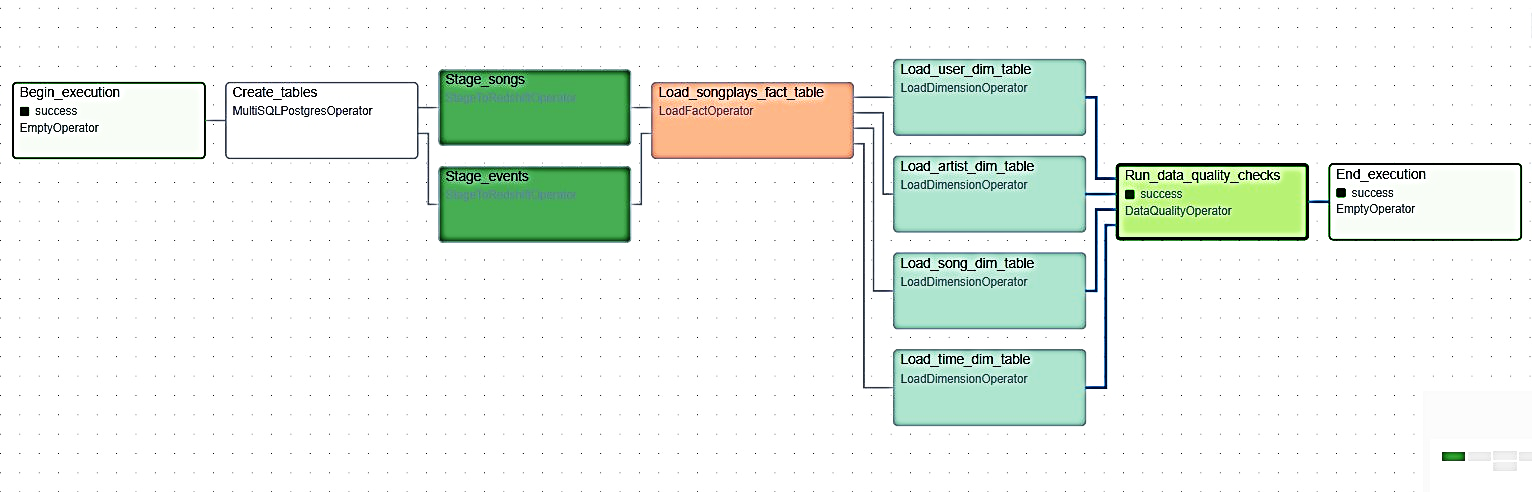 Begin_execution
success
EmptyOperator
Create_tables
MultiSQLPostgresOperator
Stage_songs
StageToRedshiftOperator
Stage_events
StageToRedshiftOperator
Load_songplays_fact_table
LoadFactOperator
Load_user_dim_table
LoadDimensionOperator
Load_artist_dim_table
LoadDimensionOperator
Load_song_dim_table
LoadDimensionOperator
Load_time_dim_table
LoadDimensionOperator
Run_data_quality_checks
success
DataQualityOperator
End_execution
success
EmptyOperator